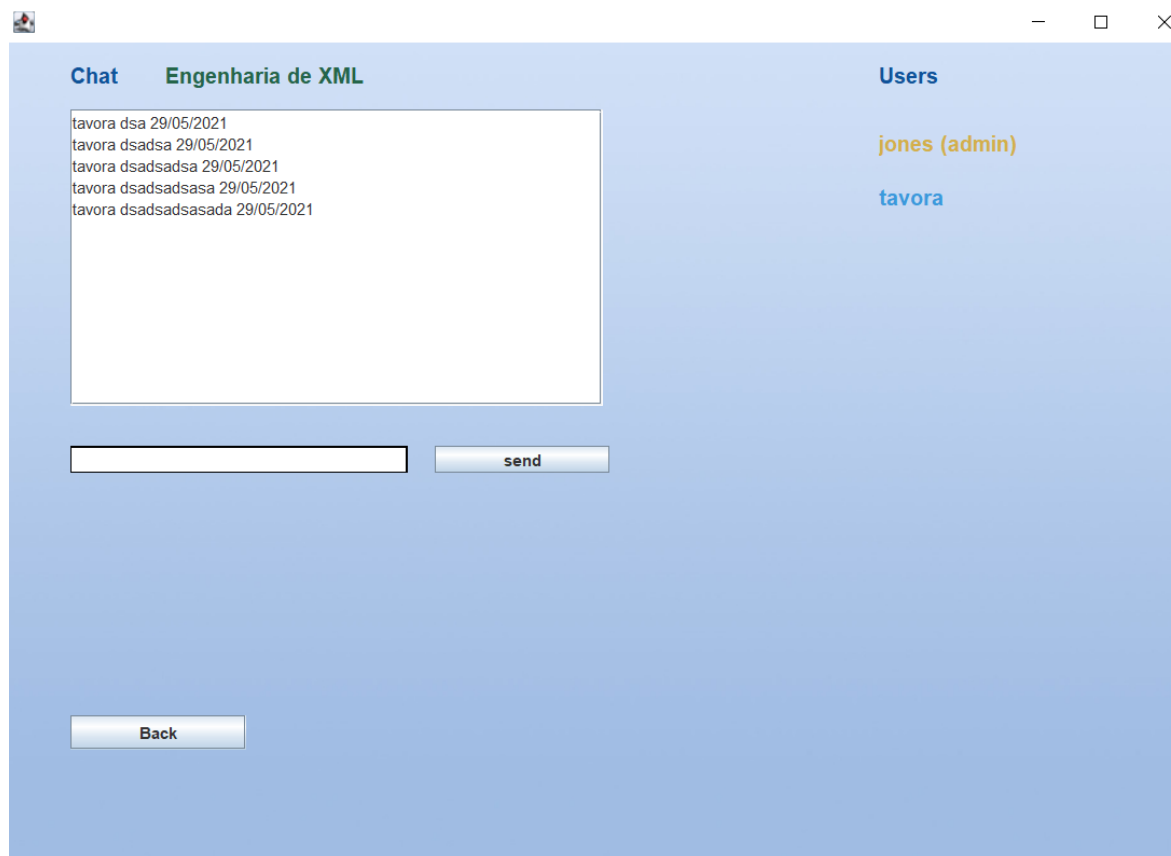 Chat Engenharia de XML Users
tavora dsa 29/05/2021
tavora dsadsa 29/05/2021
tavora dsadsadsa 29/05/2021
tavora dsadsadsasa 29/05/2021
tavora dsadsadsasada 29/05/2021
jones (admin)
tavora
send
Back